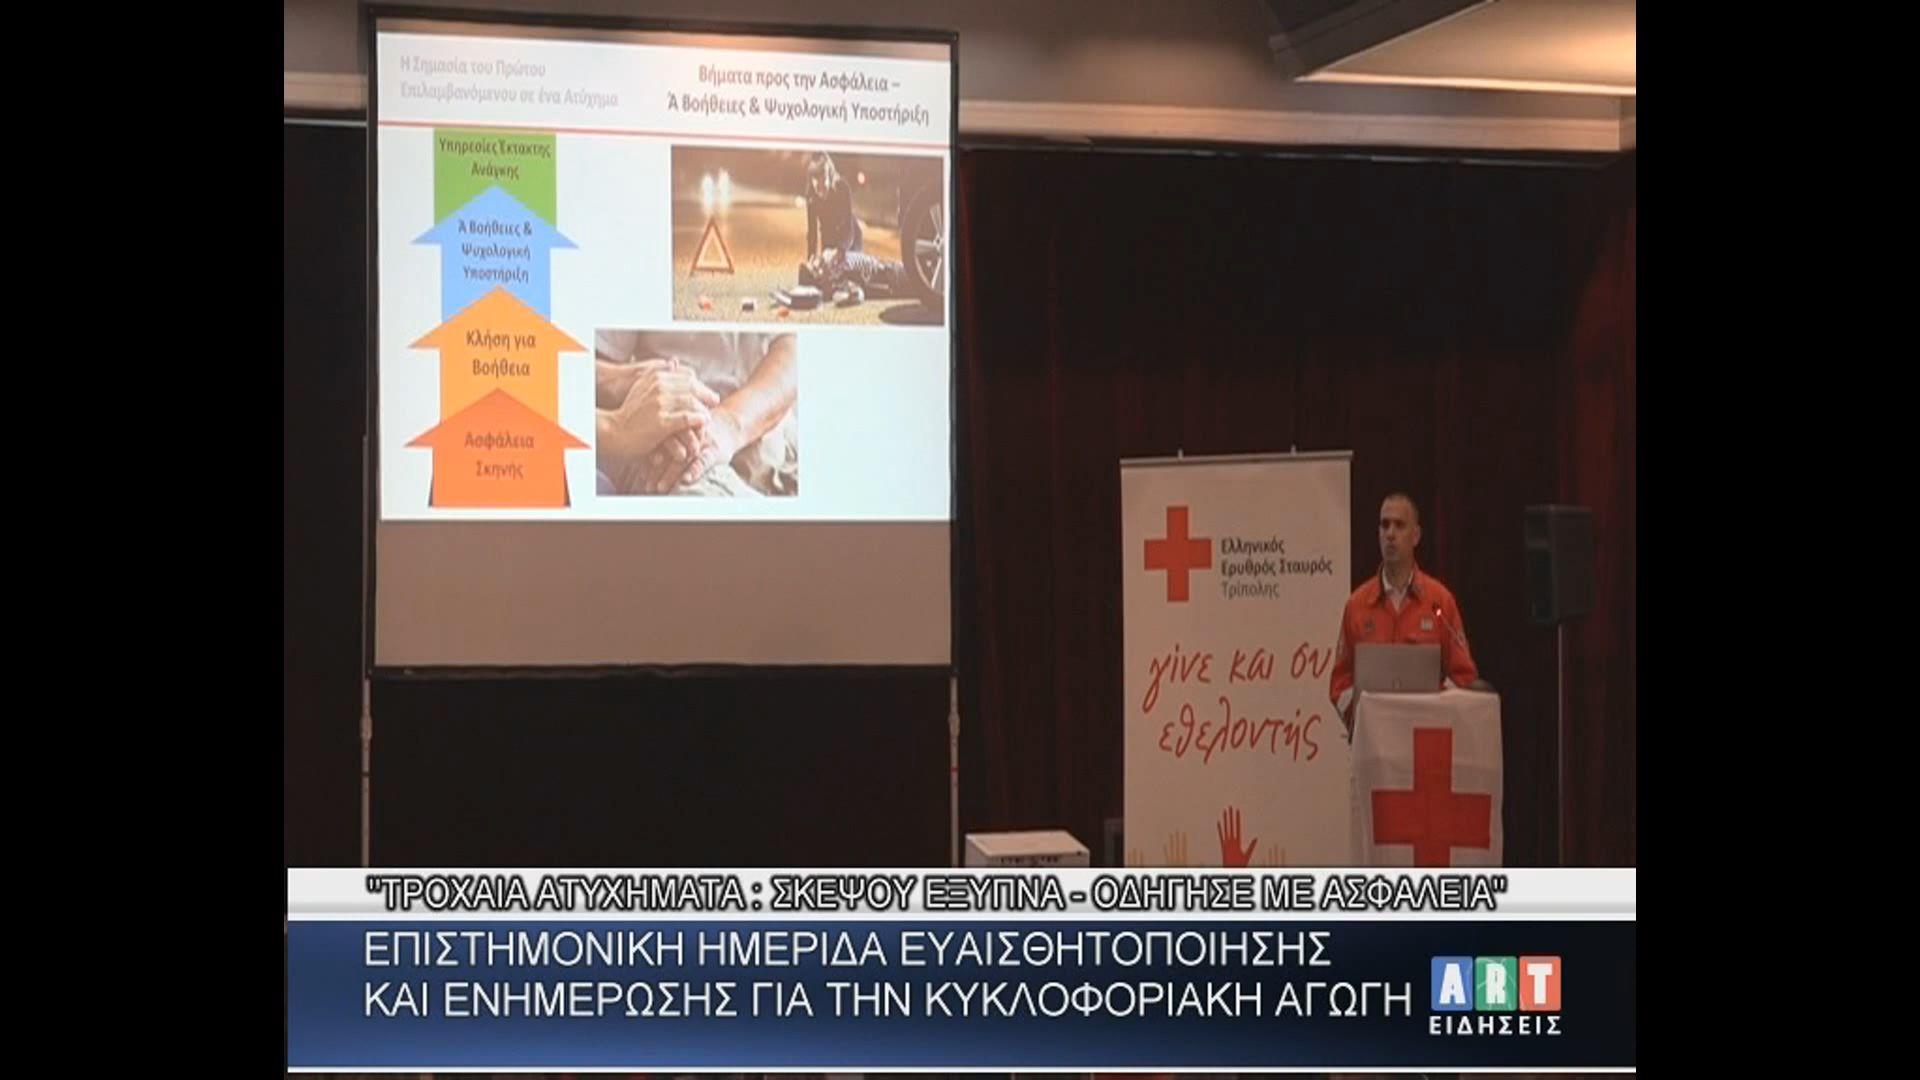 Η Σημασία του Πρώτου
Επιλαμβανόμενου σε ένα Ατύχημα
Βήματα προς την Ασφάλεια –
Ά Βοήθειες & Ψυχολογική Υποστήριξη
Υπηρεσίες Έκτακτης
Ανάγκης
Ά Βοήθειες &
Ψυχολογική
Υποστήριξη
Κλήση για
Βοήθεια
Ασφάλεια
Σκηνής
Ελληνικός
Ερυθρός Σταυρός
Τρίπολης
γίνε και συ
εθελοντής
"ΤΡΟΧΑΙΑ ΑΤΥΧΗΜΑΤΑ : ΣΚΕΨΟΥ ΕΞΥΠΝΑ - ΟΔΗΓΗΣΕ ΜΕ ΑΣΦΑΛΕΙΑ"
ΕΠΙΣΤΗΜΟΝΙΚΗ ΗΜΕΡΙΔΑ ΕΥΑΙΣΘΗΤΟΠΟΙΗΣΗΣ
ΚΑΙ ΕΝΗΜΕΡΩΣΗΣ ΓΙΑ ΤΗΝ ΚΥΚΛΟΦΟΡΙΑΚΗ ΑΓΩΓΗ
ART
ΕΙΔΗΣΕΙΣ